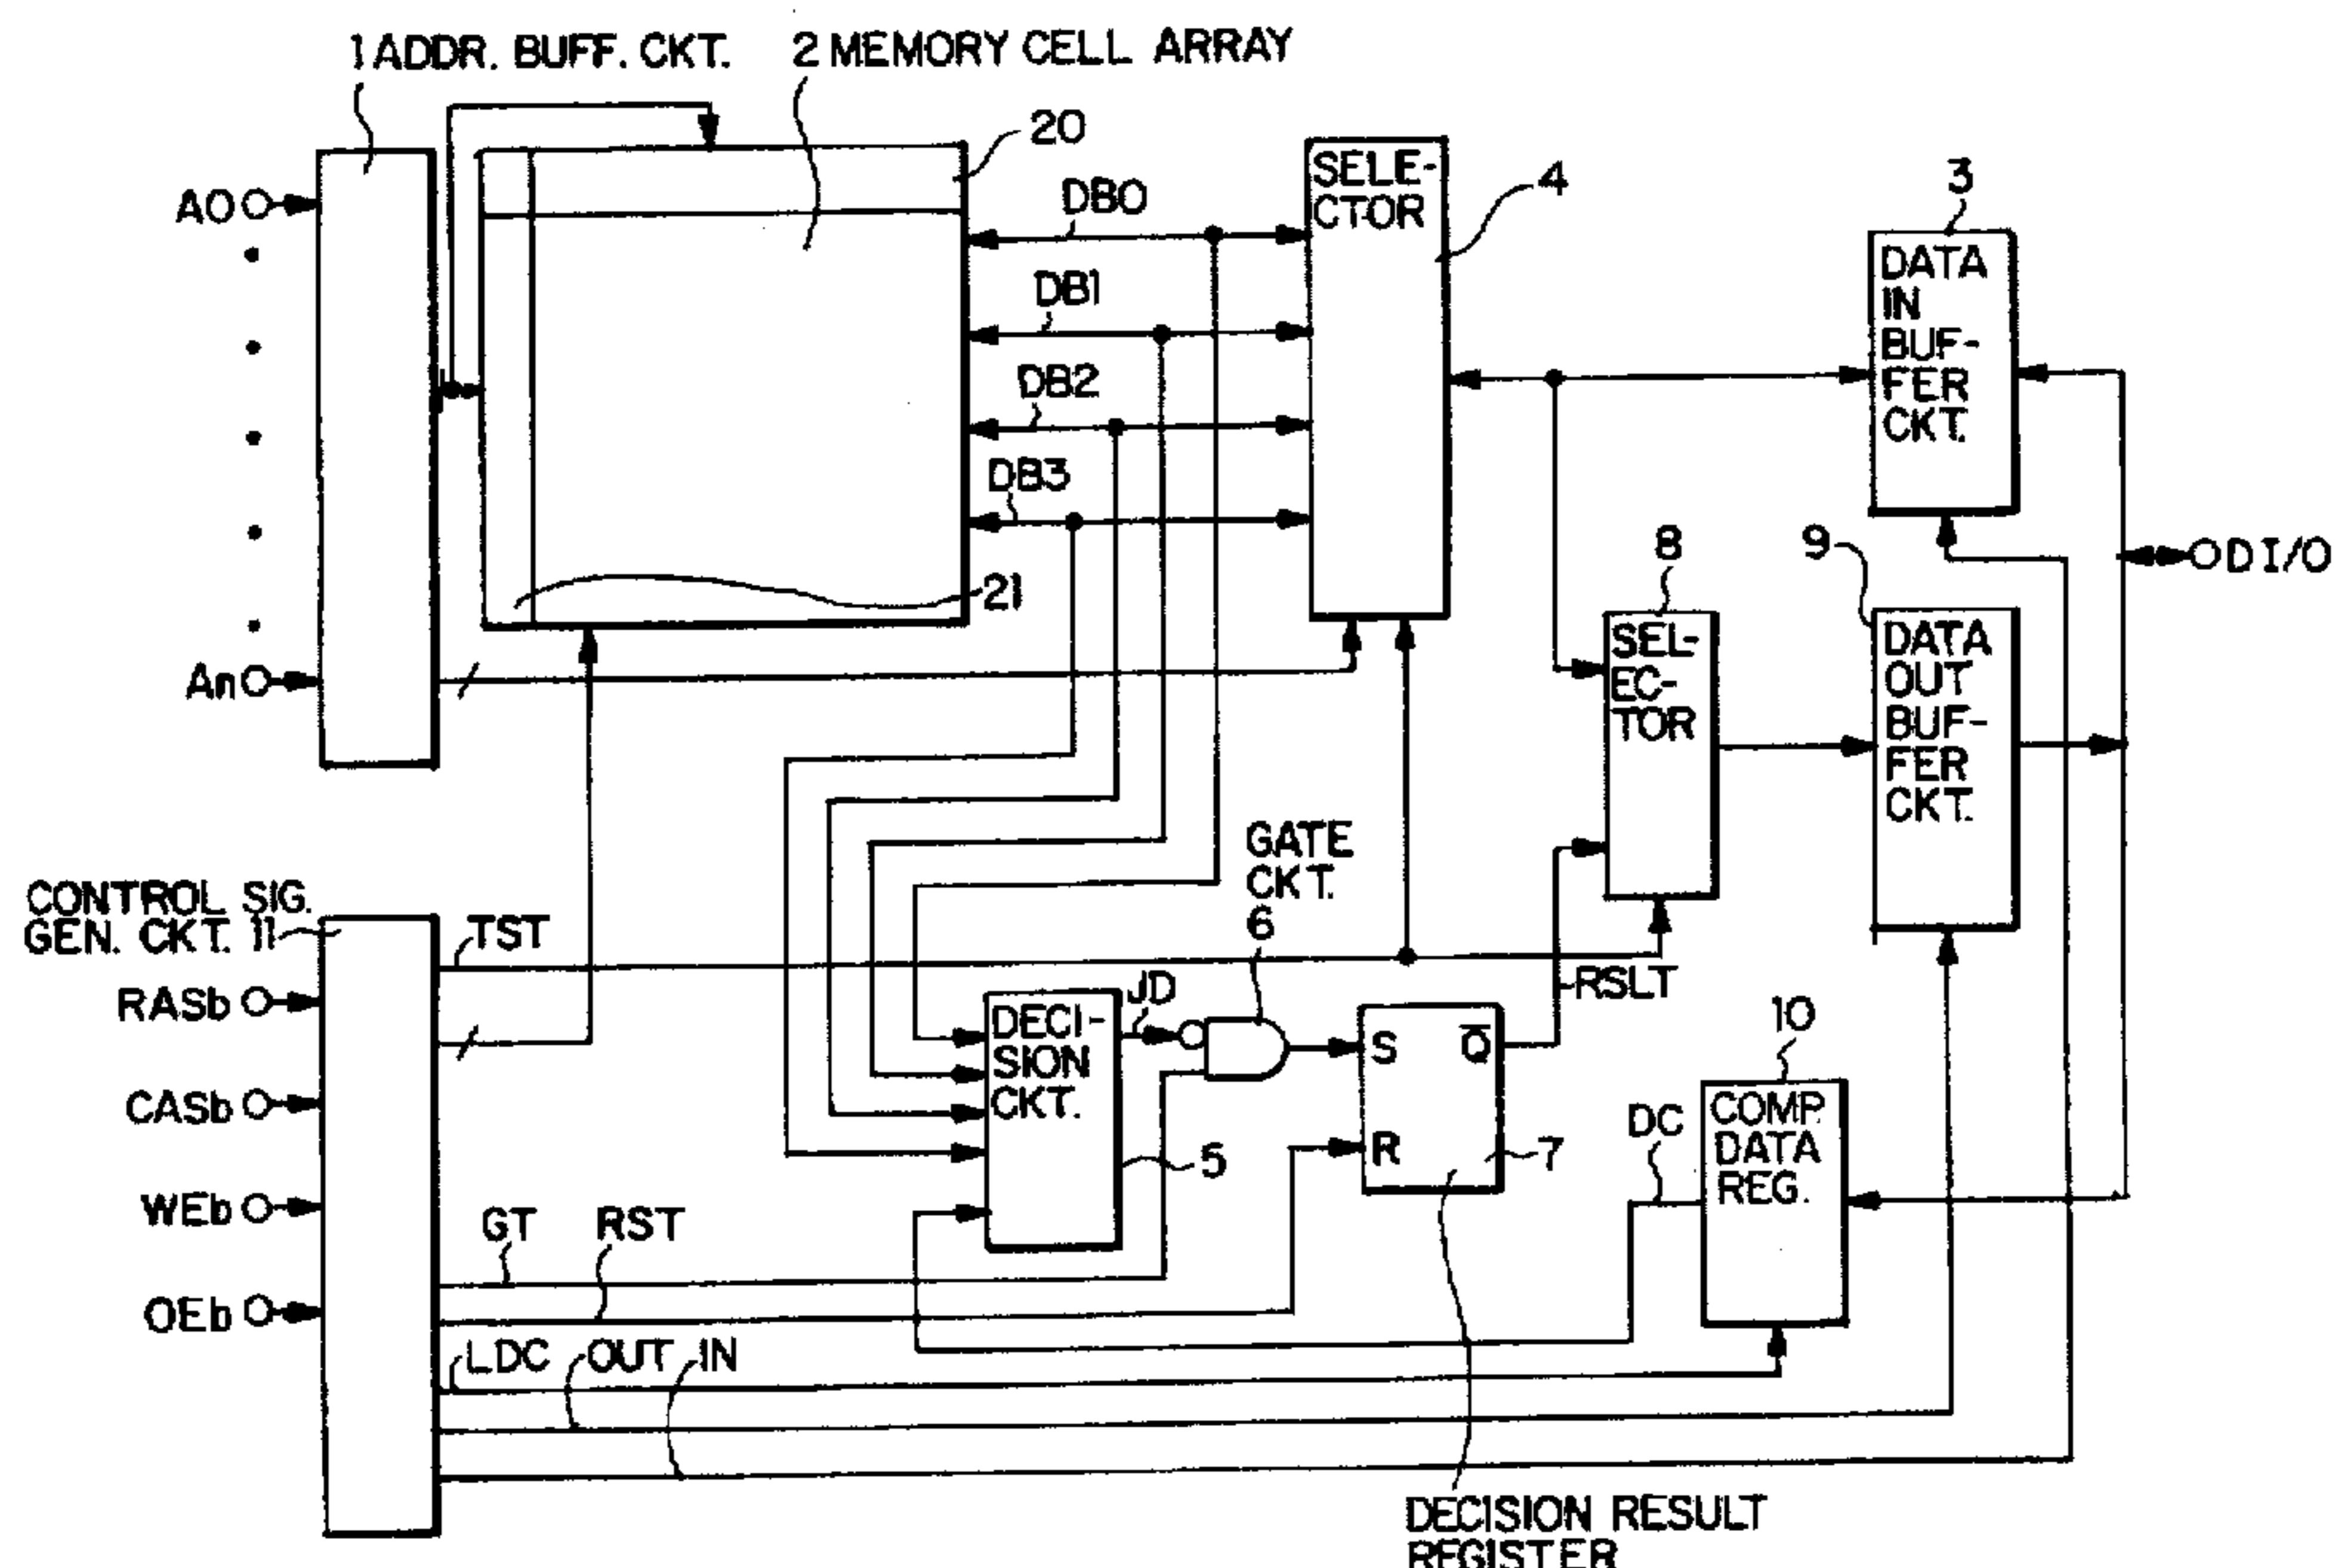 1 ADDR. BUFF. CKT.
2 MEMORY CELL ARRAY
20
A0
An
DB0
DB1
DB2
DB3
21
SELE-
CTOR
4
3
DATA
IN
BUF-
FER
CKT.
D I/O
8
SEL-
EC-
TOR
9
DATA
OUT
BUF-
FER
CKT.
CONTROL SIG.
GEN. CKT. 11
TST
RASb
CASb
WEb
OEb
GATE
CKT.
6
JD
DECI-
SION
CKT.
5
S
Q̅
R
7
RSLT
10
COMP.
DATA
REG.
DC
GT
RST
LDC
OUT
IN
DECISION RESULT
REGISTER